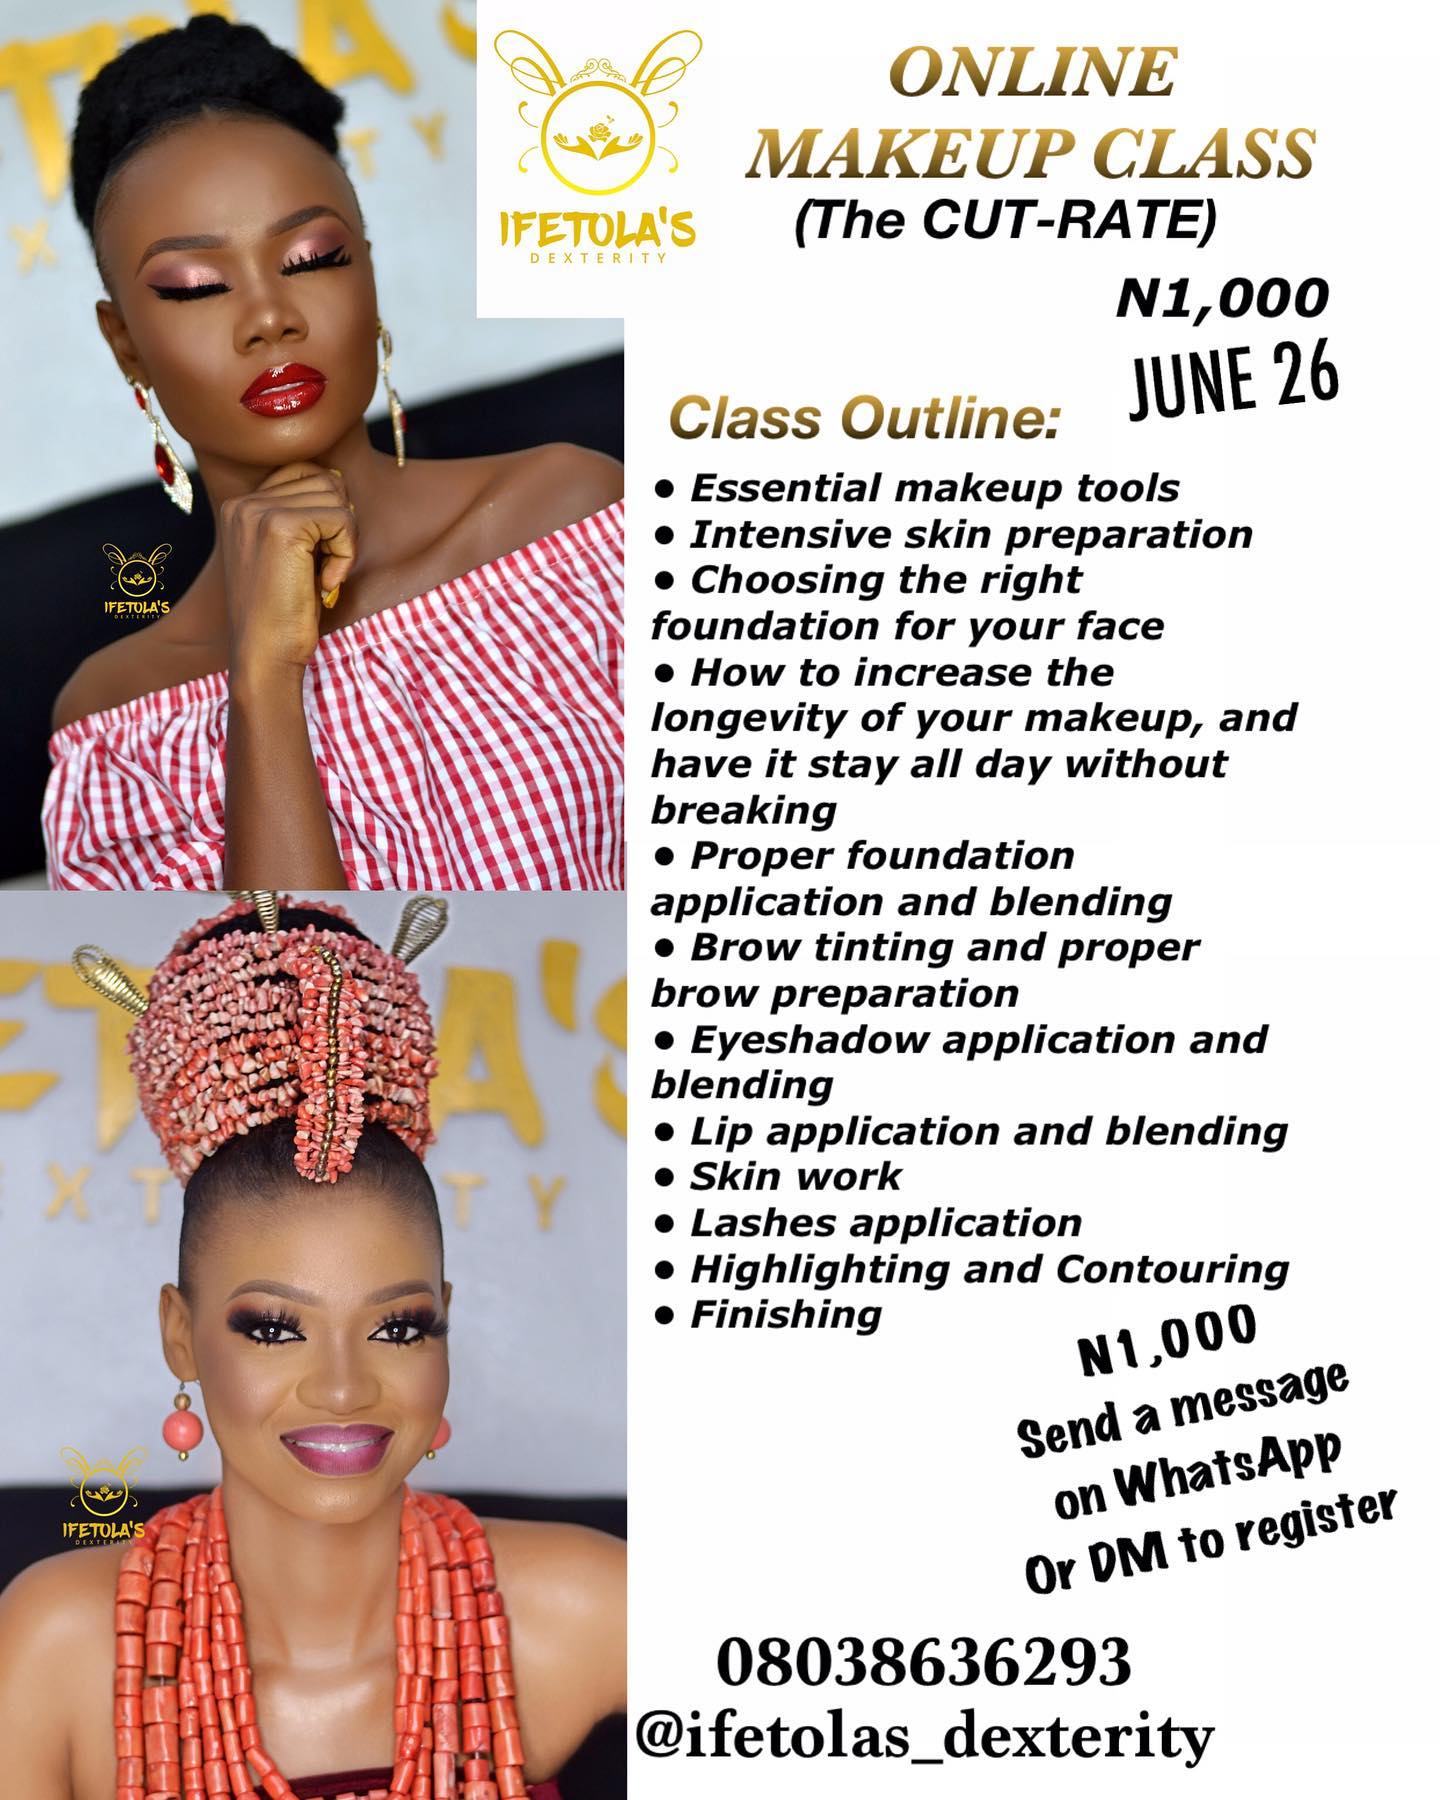 IFETOLA'S
DEXTERITY
ONLINE
MAKEUP CLASS
(The CUT-RATE)
N1,000
JUNE 26
Class Outline:
• Essential makeup tools
• Intensive skin preparation
• Choosing the right
foundation for your face
• How to increase the
longevity of your makeup, and
have it stay all day without
breaking
• Proper foundation
application and blending
• Brow tinting and proper
brow preparation
• Eyeshadow application and
blending
• Lip application and blending
• Skin work
• Lashes application
• Highlighting and Contouring
• Finishing
N1,000
Send a message
on WhatsApp
Or DM to register
08038636293
@ifetolas_dexterity
IFETOLA'S
DEXTERITY
IFETOLA'S
DEXTERITY